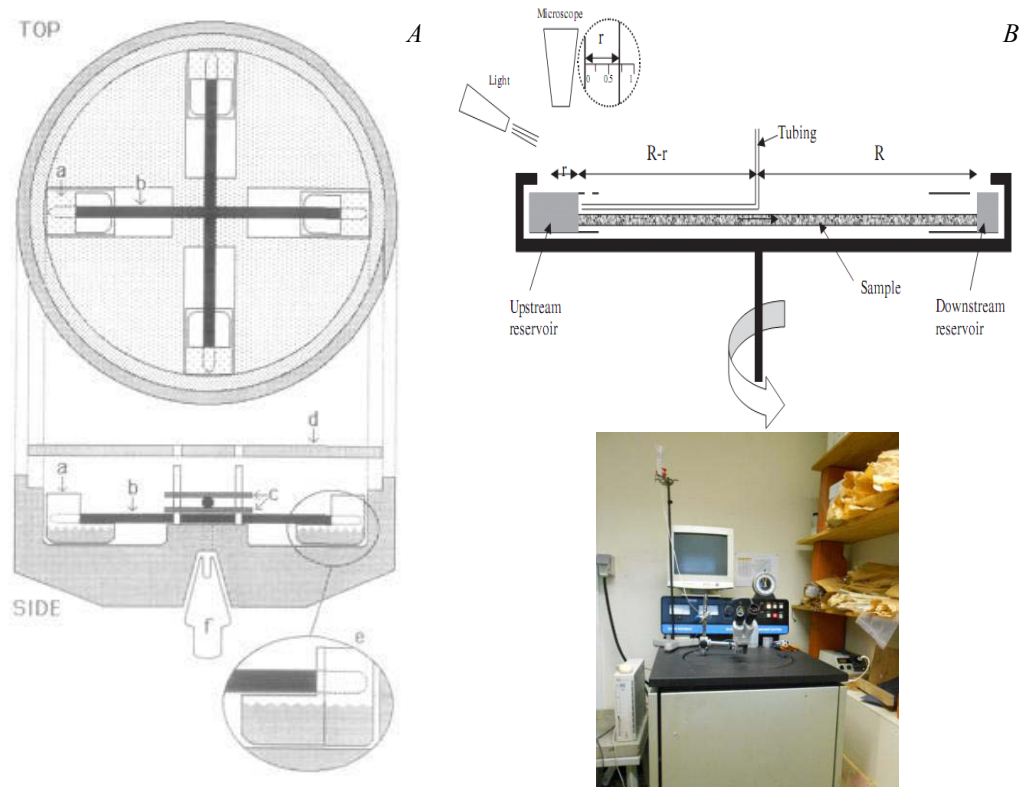 TOP
A
a
b
d
a
b
c
SIDE
f
e
B
Microscope
r
0 0.5 1
Light
Tubing
R-r
R
r
Sample
Upstream
reservoir
Downstream
reservoir